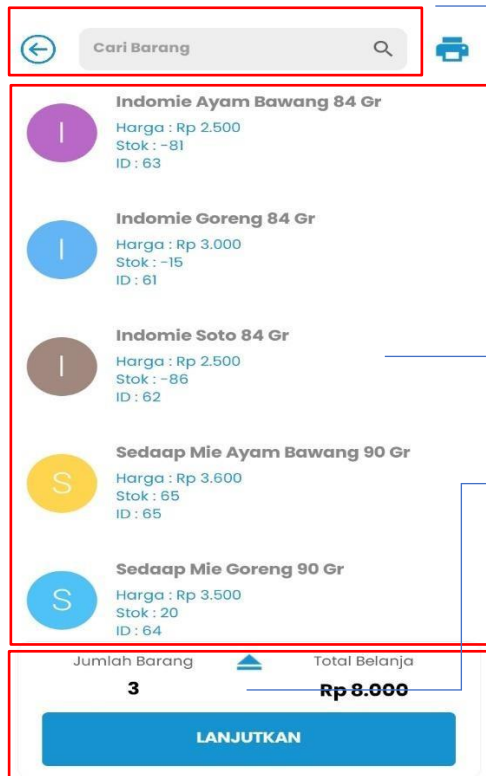 Cari Barang
I
Indomie Ayam Bawang 84 Gr
Harga : Rp 2.500
Stok : -81
ID : 63
I
Indomie Goreng 84 Gr
Harga : Rp 3.000
Stok : -15
ID : 61
I
Indomie Soto 84 Gr
Harga : Rp 2.500
Stok : -86
ID : 62
S
Sedaap Mie Ayam Bawang 90 Gr
Harga : Rp 3.600
Stok : 65
ID : 65
S
Sedaap Mie Goreng 90 Gr
Harga : Rp 3.500
Stok : 20
ID : 64
Jumlah Barang Total Belanja
3 Rp 8.000
LANJUTKAN